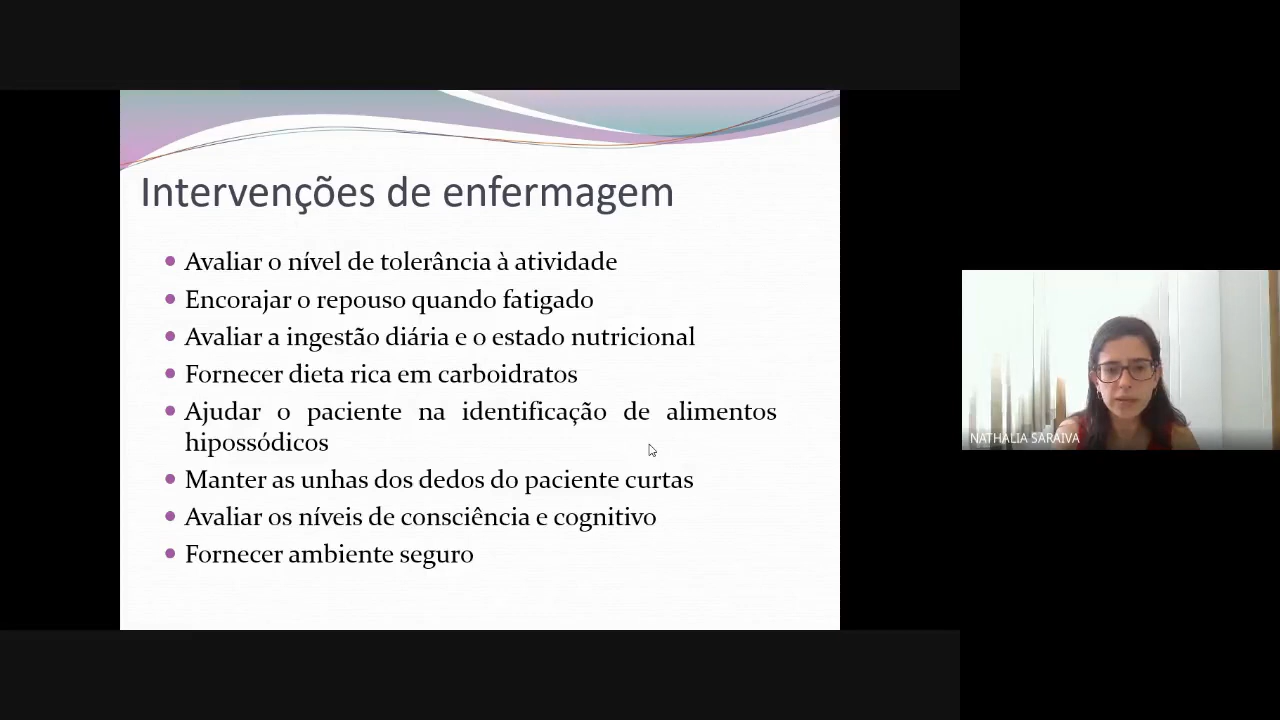 Intervenções de enfermagem
Avaliar o nível de tolerância à atividade
Encorajar o repouso quando fatigado
Avaliar a ingestão diária e o estado nutricional
Fornecer dieta rica em carboidratos
Ajudar o paciente na identificação de alimentos
hipossódicos
Manter as unhas dos dedos do paciente curtas
Avaliar os níveis de consciência e cognitivo
Fornecer ambiente seguro
NATHALIA SARAIVA